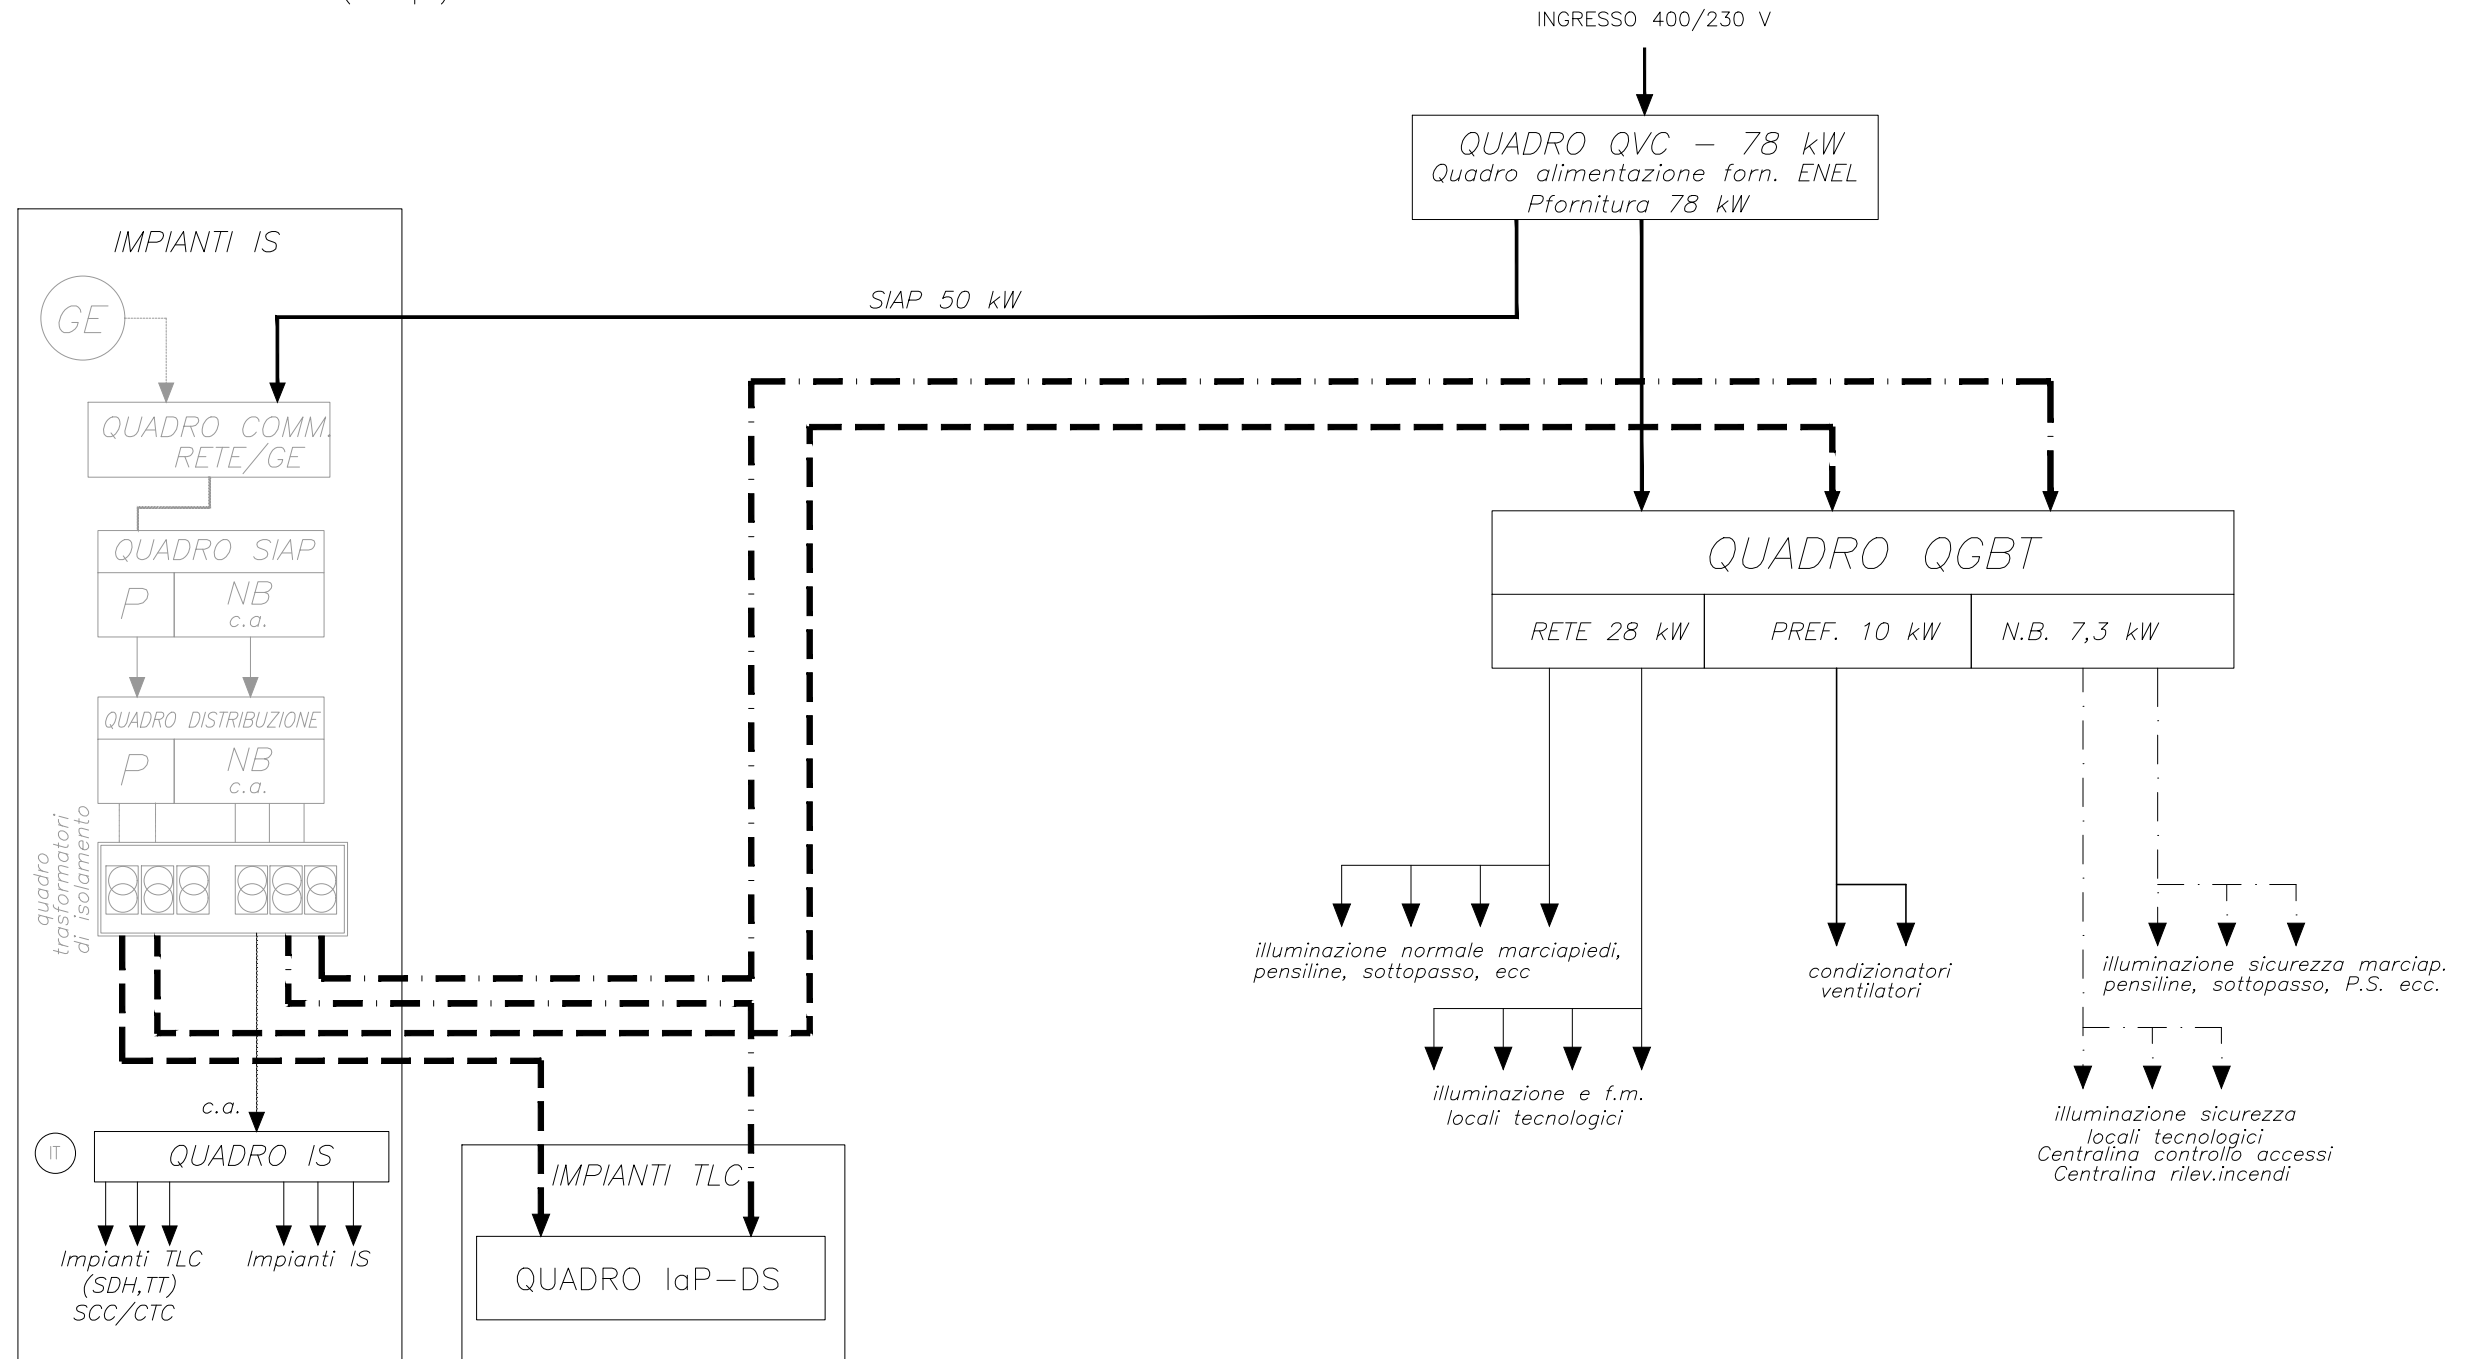 INGRESSO 400/230 V
QUADRO QVC - 78 kW
Quadro alimentazione forn. ENEL
Pfornitura 78 kW
IMPIANTI IS
GE
SIAP 50 kW
QUADRO COMM.
RETE/GE
QUADRO SIAP
P
NB
c.a.
QUADRO DISTRIBUZIONE
P
NB
c.a.
quadro
trasformatori
di isolamento
QUADRO QGBT
RETE 28 kW
PREF. 10 kW
N.B. 7,3 kW
illuminazione normale marciapiedi,
pensiline, sottopasso, ecc
illuminazione e f.m.
locali tecnologici
condizionatori
ventilatori
illuminazione sicurezza marciap.
pensiline, sottopasso, P.S. ecc.
illuminazione sicurezza
locali tecnologici
Centralina controllo accessi
Centralina rilev.incendi
c.a.
IT
QUADRO IS
Impianti TLC
(SDH,TT)
SCC/CTC
Impianti IS
IMPIANTI TLC
QUADRO IaP-DS